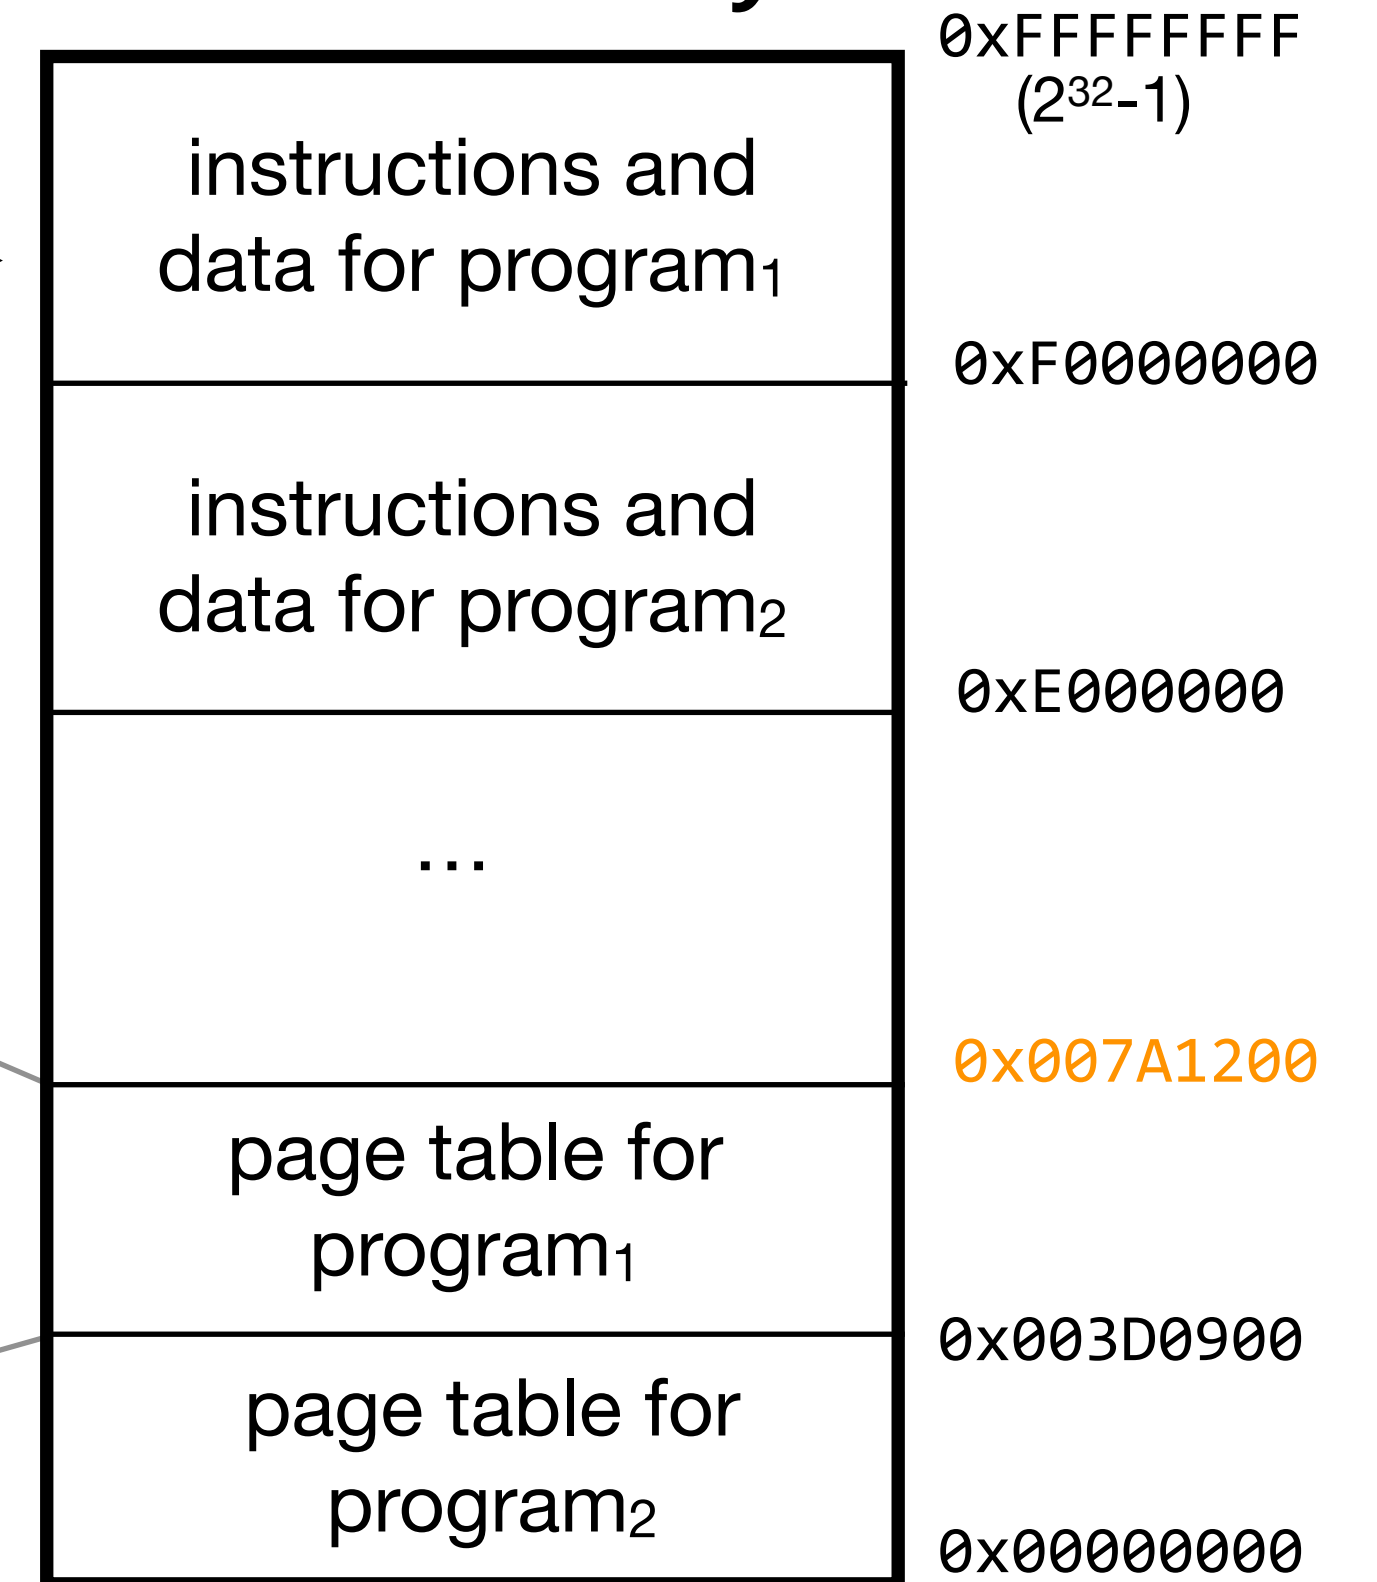 0xFFFFFFFF
(2³²-1)
instructions and
data for program₁
0xF0000000
instructions and
data for program₂
0xE000000
...
0x007A1200
page table for
program₁
0x003D0900
page table for
program₂
0x00000000